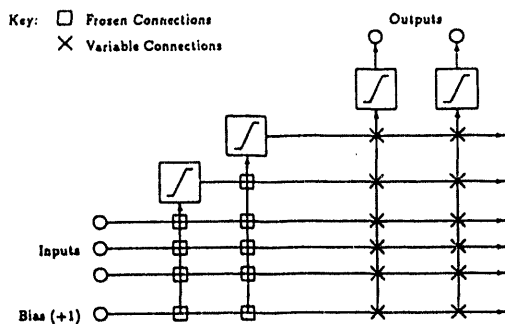 Key: Frozen Connections
Variable Connections
Outputs
Inputs
Bias (+1)